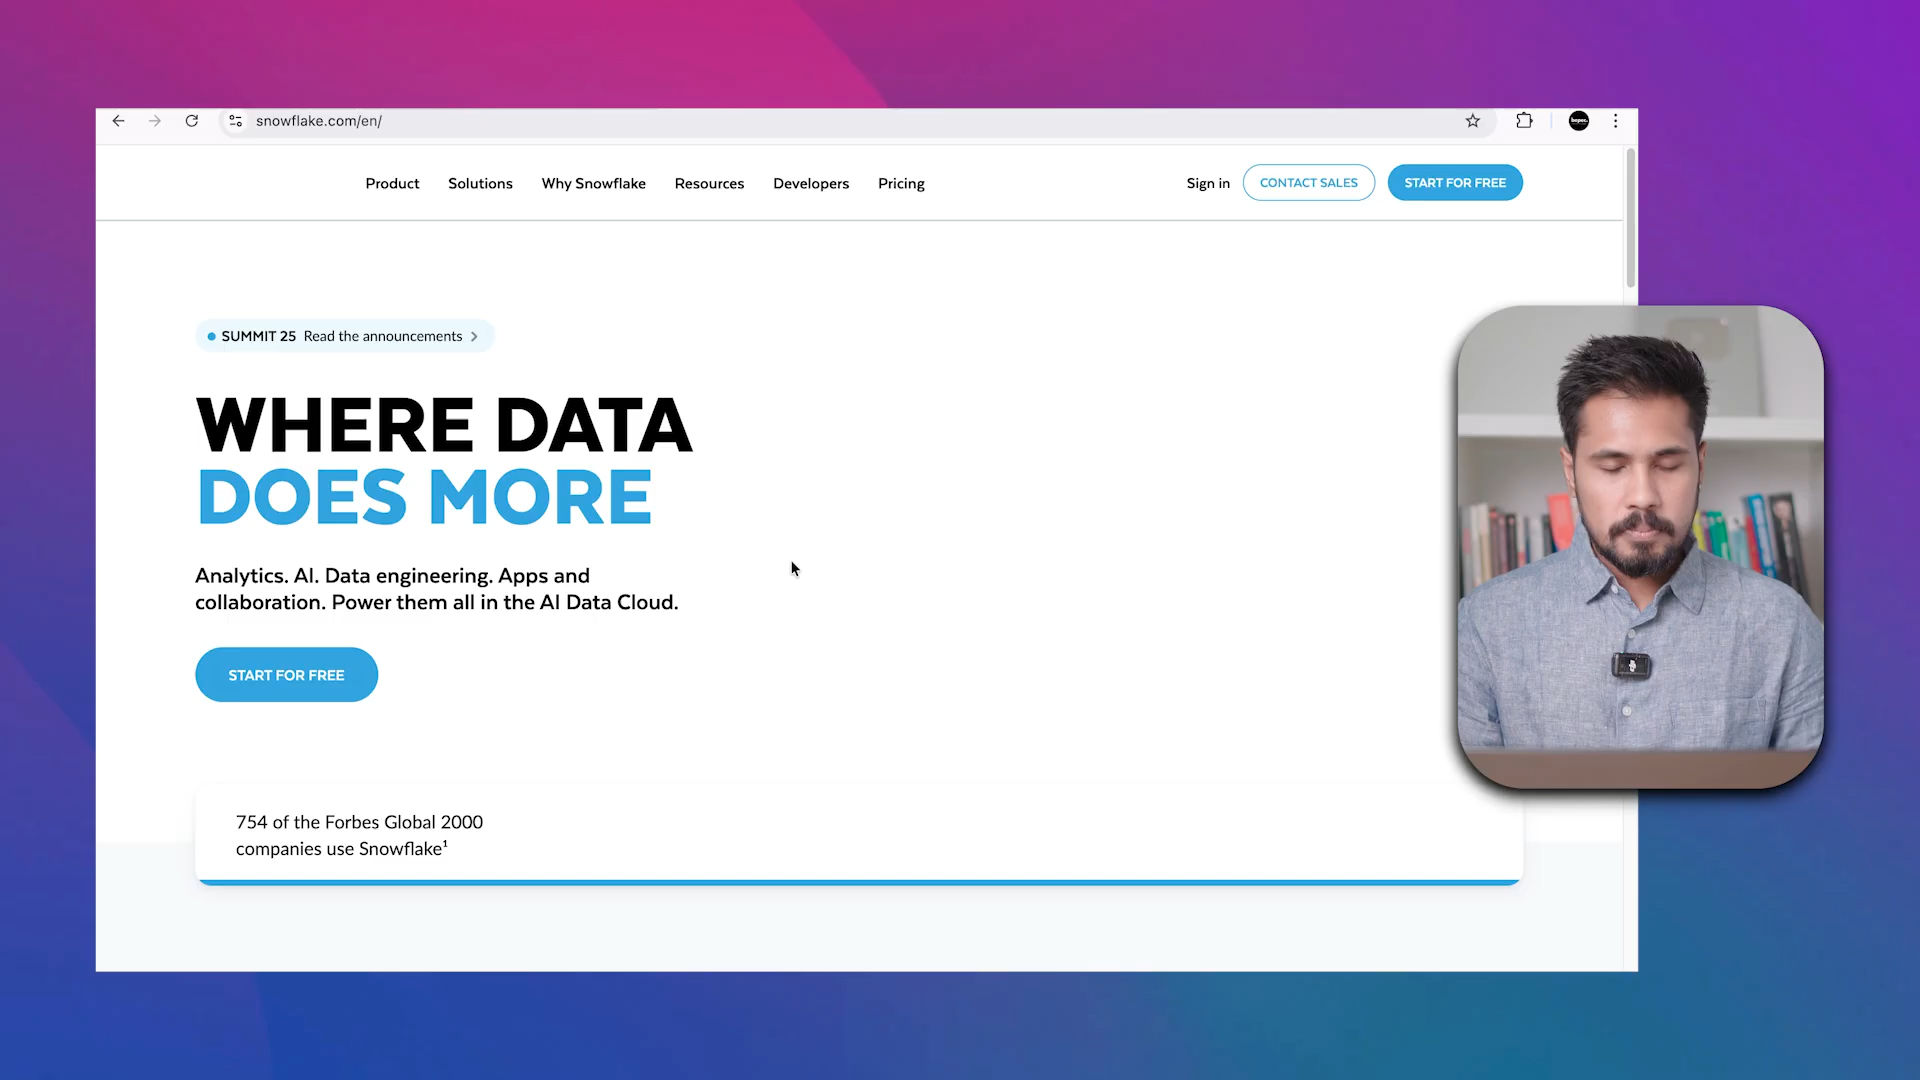 snowflake.com/en/
Product Solutions Why Snowflake Resources Developers Pricing Sign in CONTACT SALES START FOR FREE
SUMMIT 25 Read the announcements
WHERE DATA
DOES MORE
Analytics. AI. Data engineering. Apps and
collaboration. Power them all in the AI Data Cloud.
START FOR FREE
754 of the Forbes Global 2000
companies use Snowflake¹